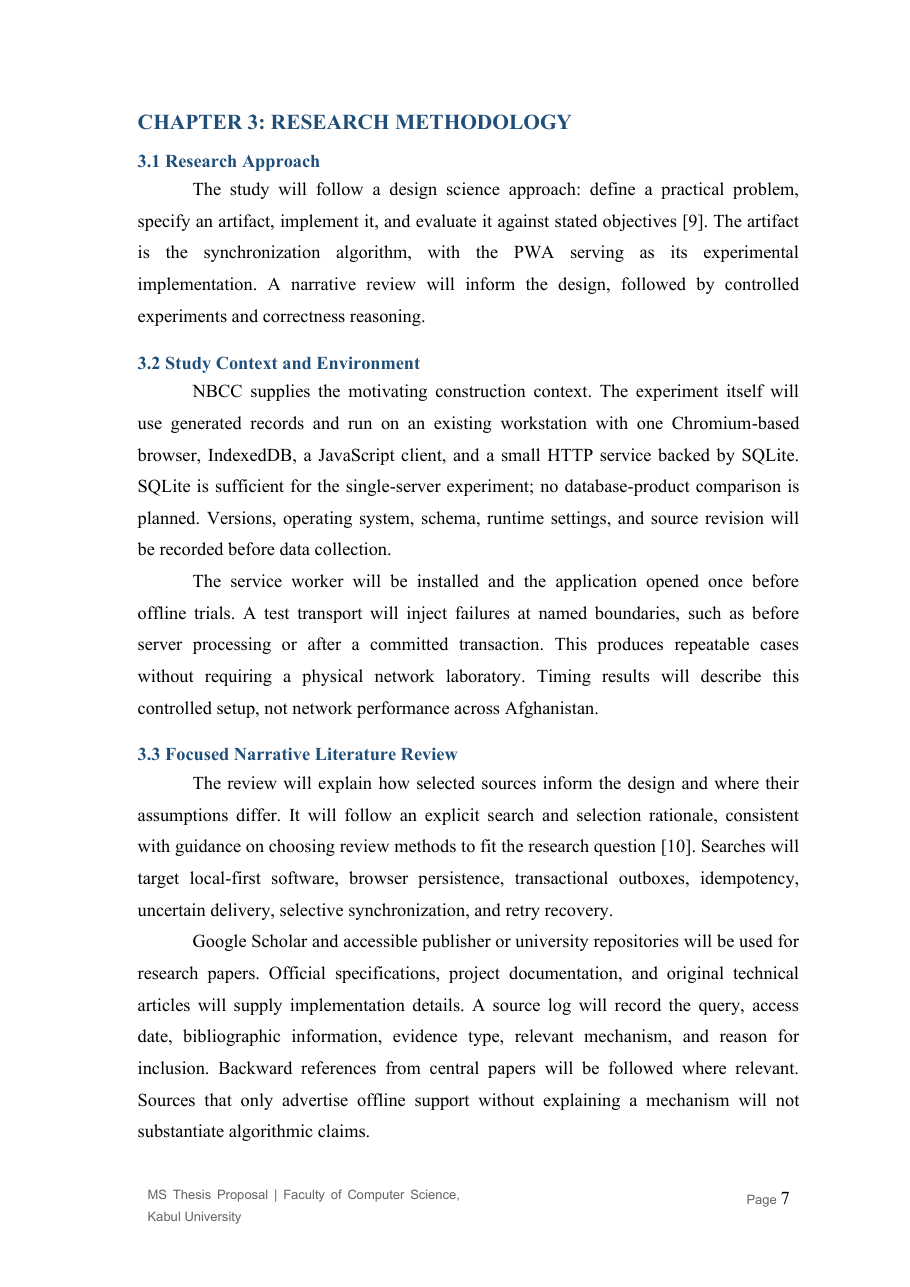 CHAPTER 3: RESEARCH METHODOLOGY
3.1 Research Approach
The study will follow a design science approach: define a practical problem,
specify an artifact, implement it, and evaluate it against stated objectives [9]. The artifact
is the synchronization algorithm, with the PWA serving as its experimental
implementation. A narrative review will inform the design, followed by controlled
experiments and correctness reasoning.
3.2 Study Context and Environment
NBCC supplies the motivating construction context. The experiment itself will
use generated records and run on an existing workstation with one Chromium-based
browser, IndexedDB, a JavaScript client, and a small HTTP service backed by SQLite.
SQLite is sufficient for the single-server experiment; no database-product comparison is
planned. Versions, operating system, schema, runtime settings, and source revision will
be recorded before data collection.
The service worker will be installed and the application opened once before
offline trials. A test transport will inject failures at named boundaries, such as before
server processing or after a committed transaction. This produces repeatable cases
without requiring a physical network laboratory. Timing results will describe this
controlled setup, not network performance across Afghanistan.
3.3 Focused Narrative Literature Review
The review will explain how selected sources inform the design and where their
assumptions differ. It will follow an explicit search and selection rationale, consistent
with guidance on choosing review methods to fit the research question [10]. Searches will
target local-first software, browser persistence, transactional outboxes, idempotency,
uncertain delivery, selective synchronization, and retry recovery.
Google Scholar and accessible publisher or university repositories will be used for
research papers. Official specifications, project documentation, and original technical
articles will supply implementation details. A source log will record the query, access
date, bibliographic information, evidence type, relevant mechanism, and reason for
inclusion. Backward references from central papers will be followed where relevant.
Sources that only advertise offline support without explaining a mechanism will not
substantiate algorithmic claims.
MS Thesis Proposal | Faculty of Computer Science,
Kabul University
Page 7